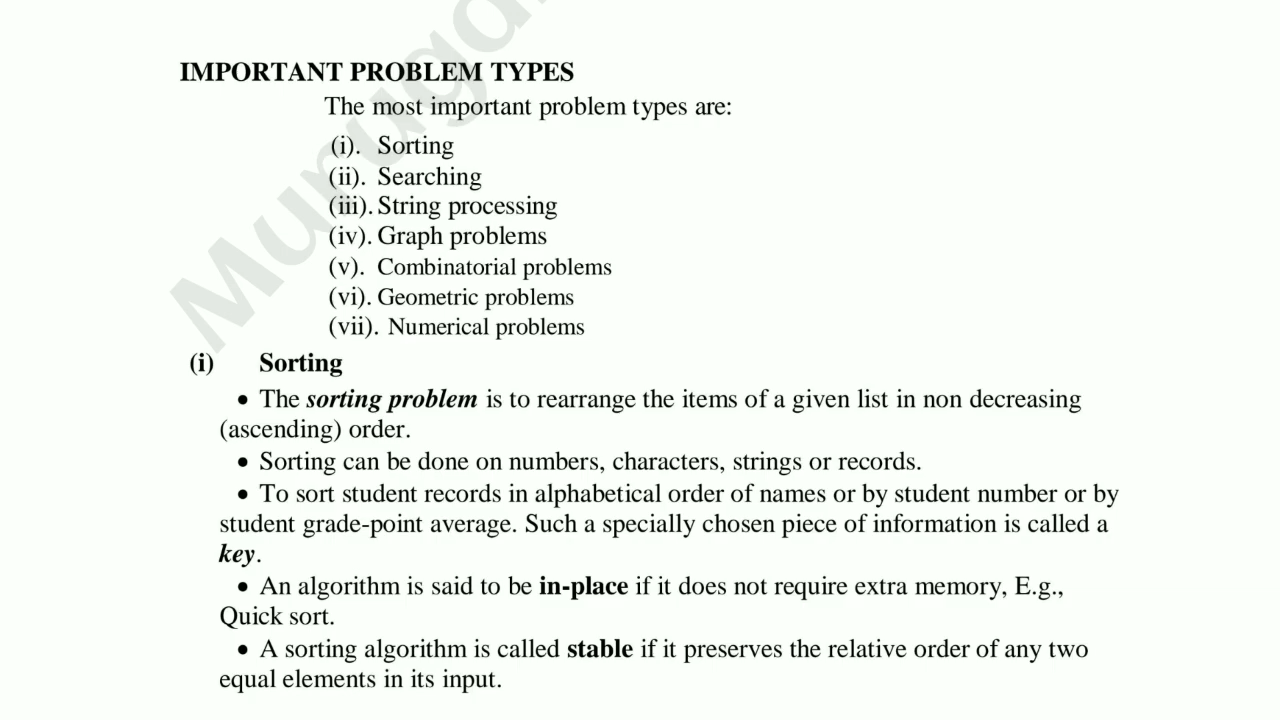 IMPORTANT PROBLEM TYPES
The most important problem types are:
(i). Sorting
(ii). Searching
(iii). String processing
(iv). Graph problems
(v). Combinatorial problems
(vi). Geometric problems
(vii). Numerical problems
(i) Sorting
• The sorting problem is to rearrange the items of a given list in non decreasing
(ascending) order.
• Sorting can be done on numbers, characters, strings or records.
• To sort student records in alphabetical order of names or by student number or by
student grade-point average. Such a specially chosen piece of information is called a
key.
• An algorithm is said to be in-place if it does not require extra memory, E.g.,
Quick sort.
• A sorting algorithm is called stable if it preserves the relative order of any two
equal elements in its input.